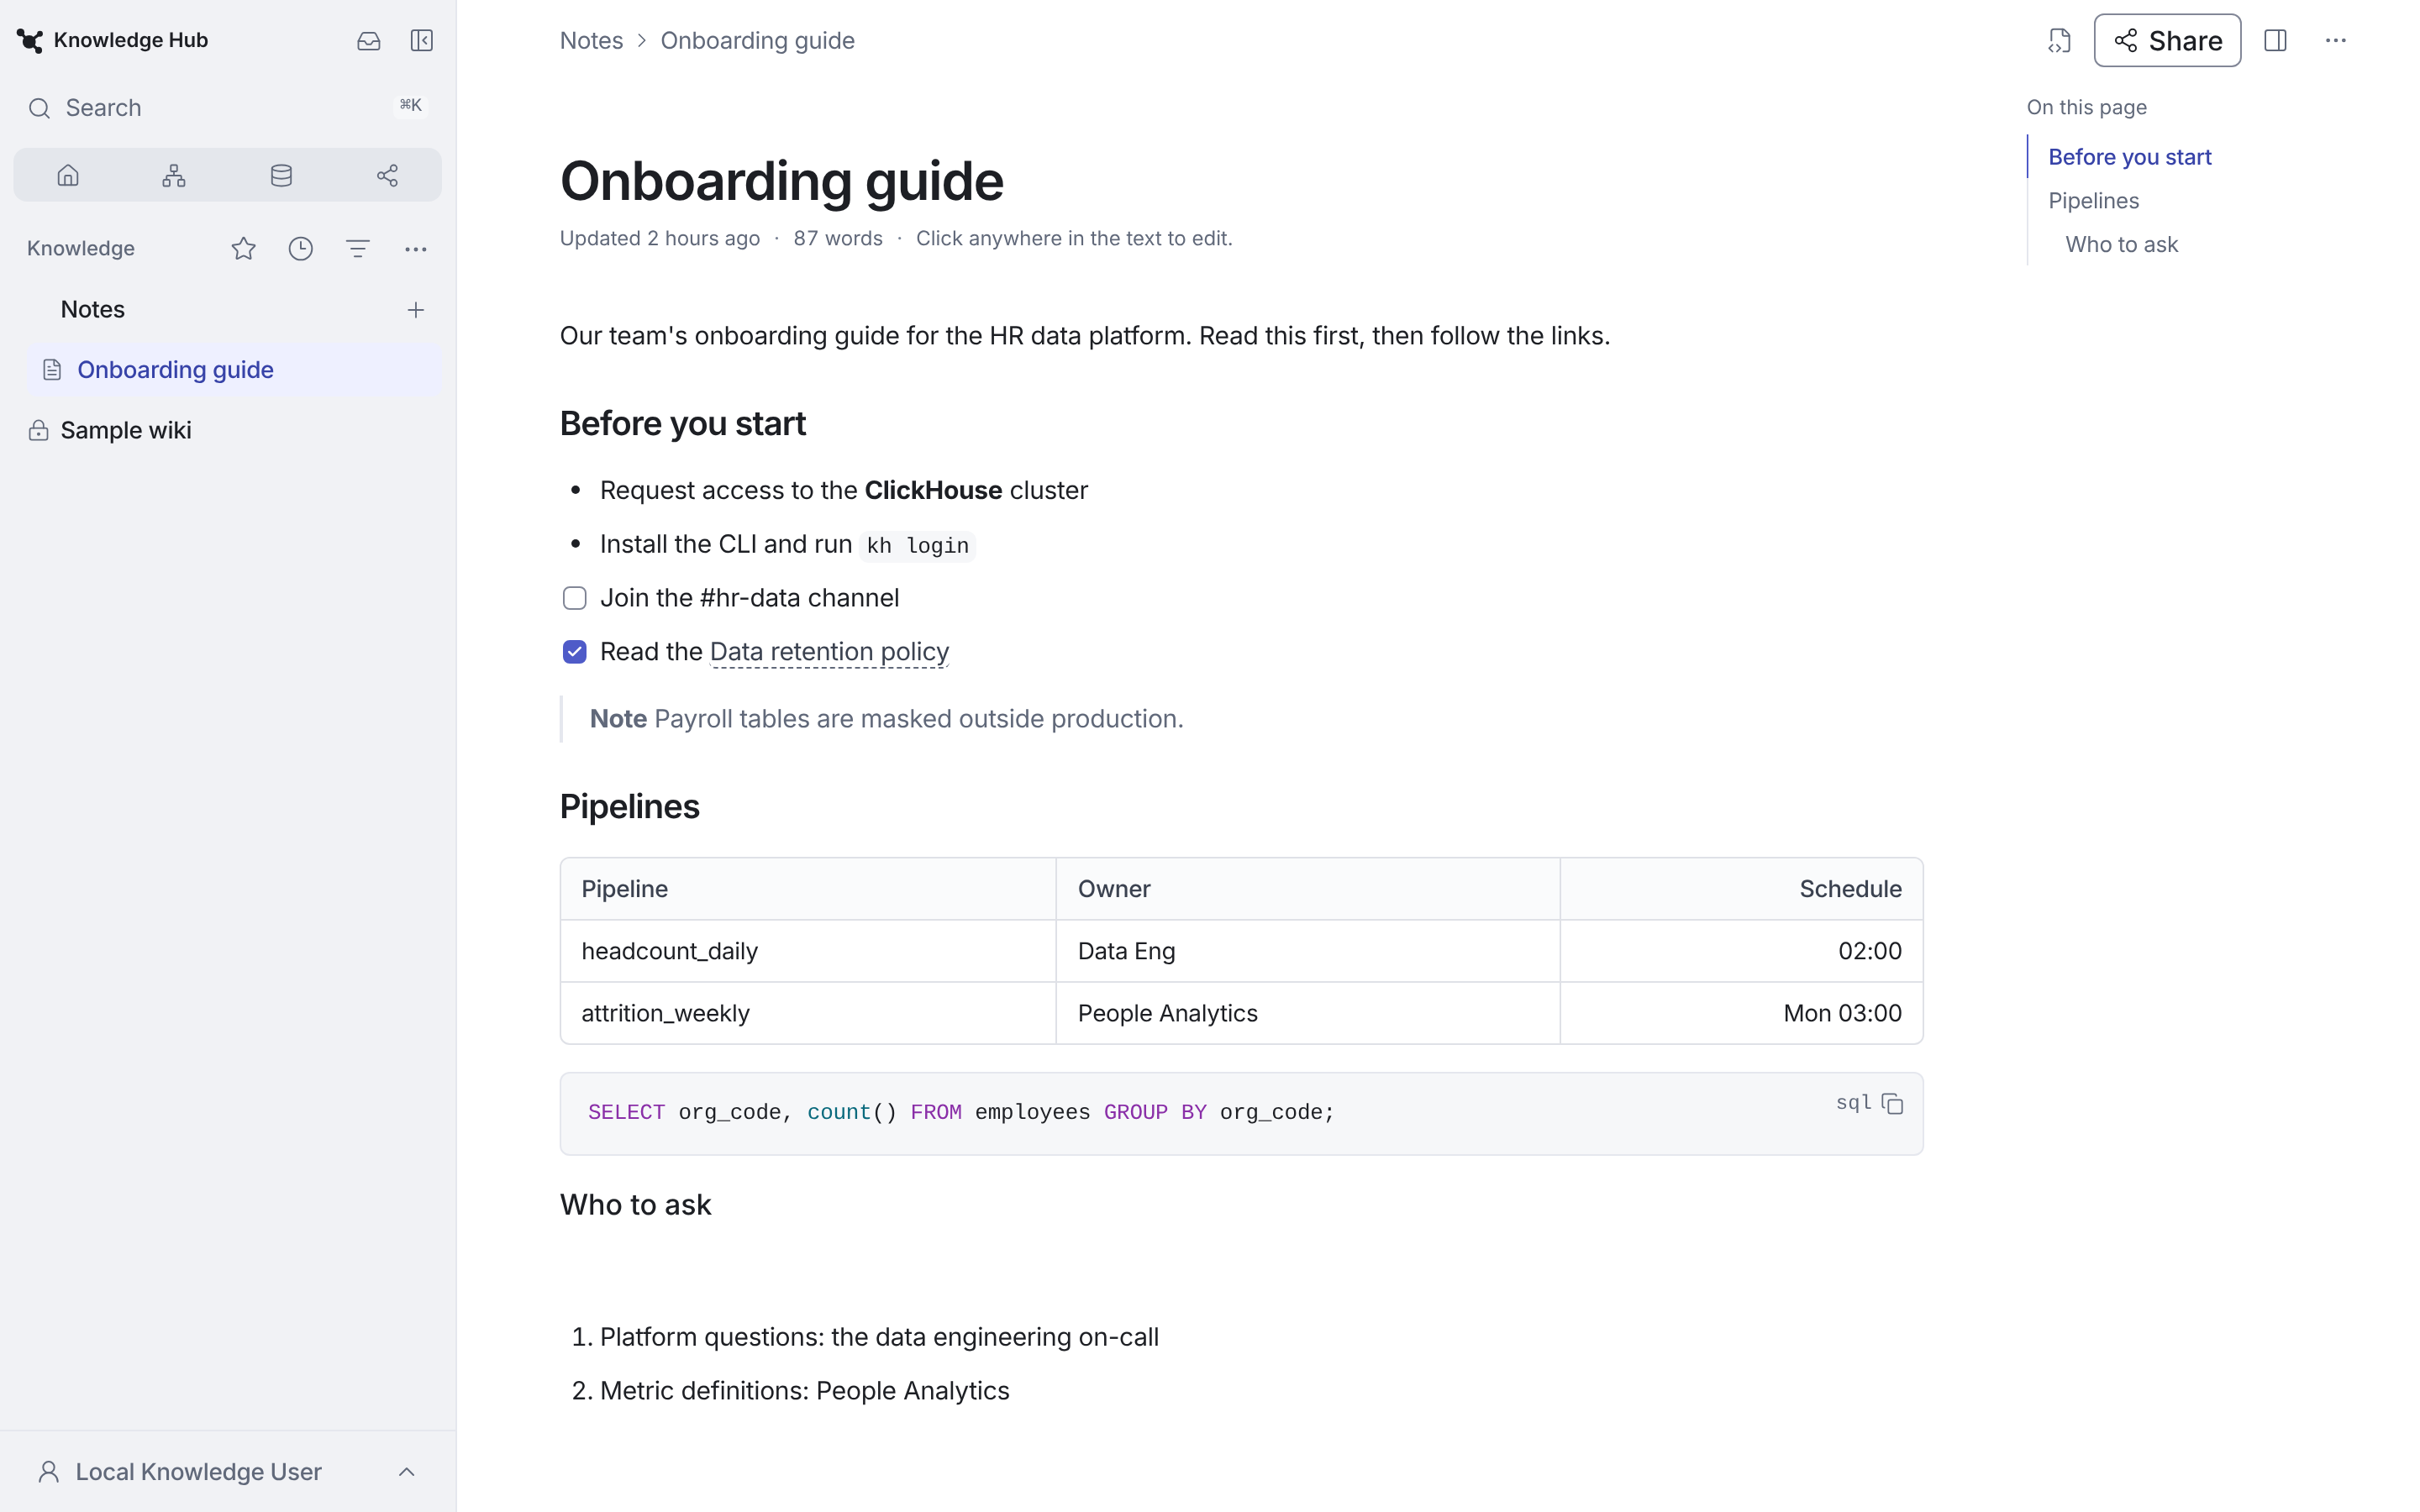 Knowledge Hub
Search
⌘K
Knowledge
Notes
Onboarding guide
Sample wiki
Local Knowledge User
Notes > Onboarding guide
Share
Onboarding guide
Updated 2 hours ago · 87 words · Click anywhere in the text to edit.
Our team's onboarding guide for the HR data platform. Read this first, then follow the links.
Before you start
• Request access to the ClickHouse cluster
• Install the CLI and run kh login
Join the #hr-data channel
Read the Data retention policy
Note Payroll tables are masked outside production.
Pipelines
Pipeline Owner Schedule
headcount_daily Data Eng 02:00
attrition_weekly People Analytics Mon 03:00
SELECT org_code, count() FROM employees GROUP BY org_code;
sql
Who to ask
1. Platform questions: the data engineering on-call
2. Metric definitions: People Analytics
On this page
Before you start
Pipelines
Who to ask